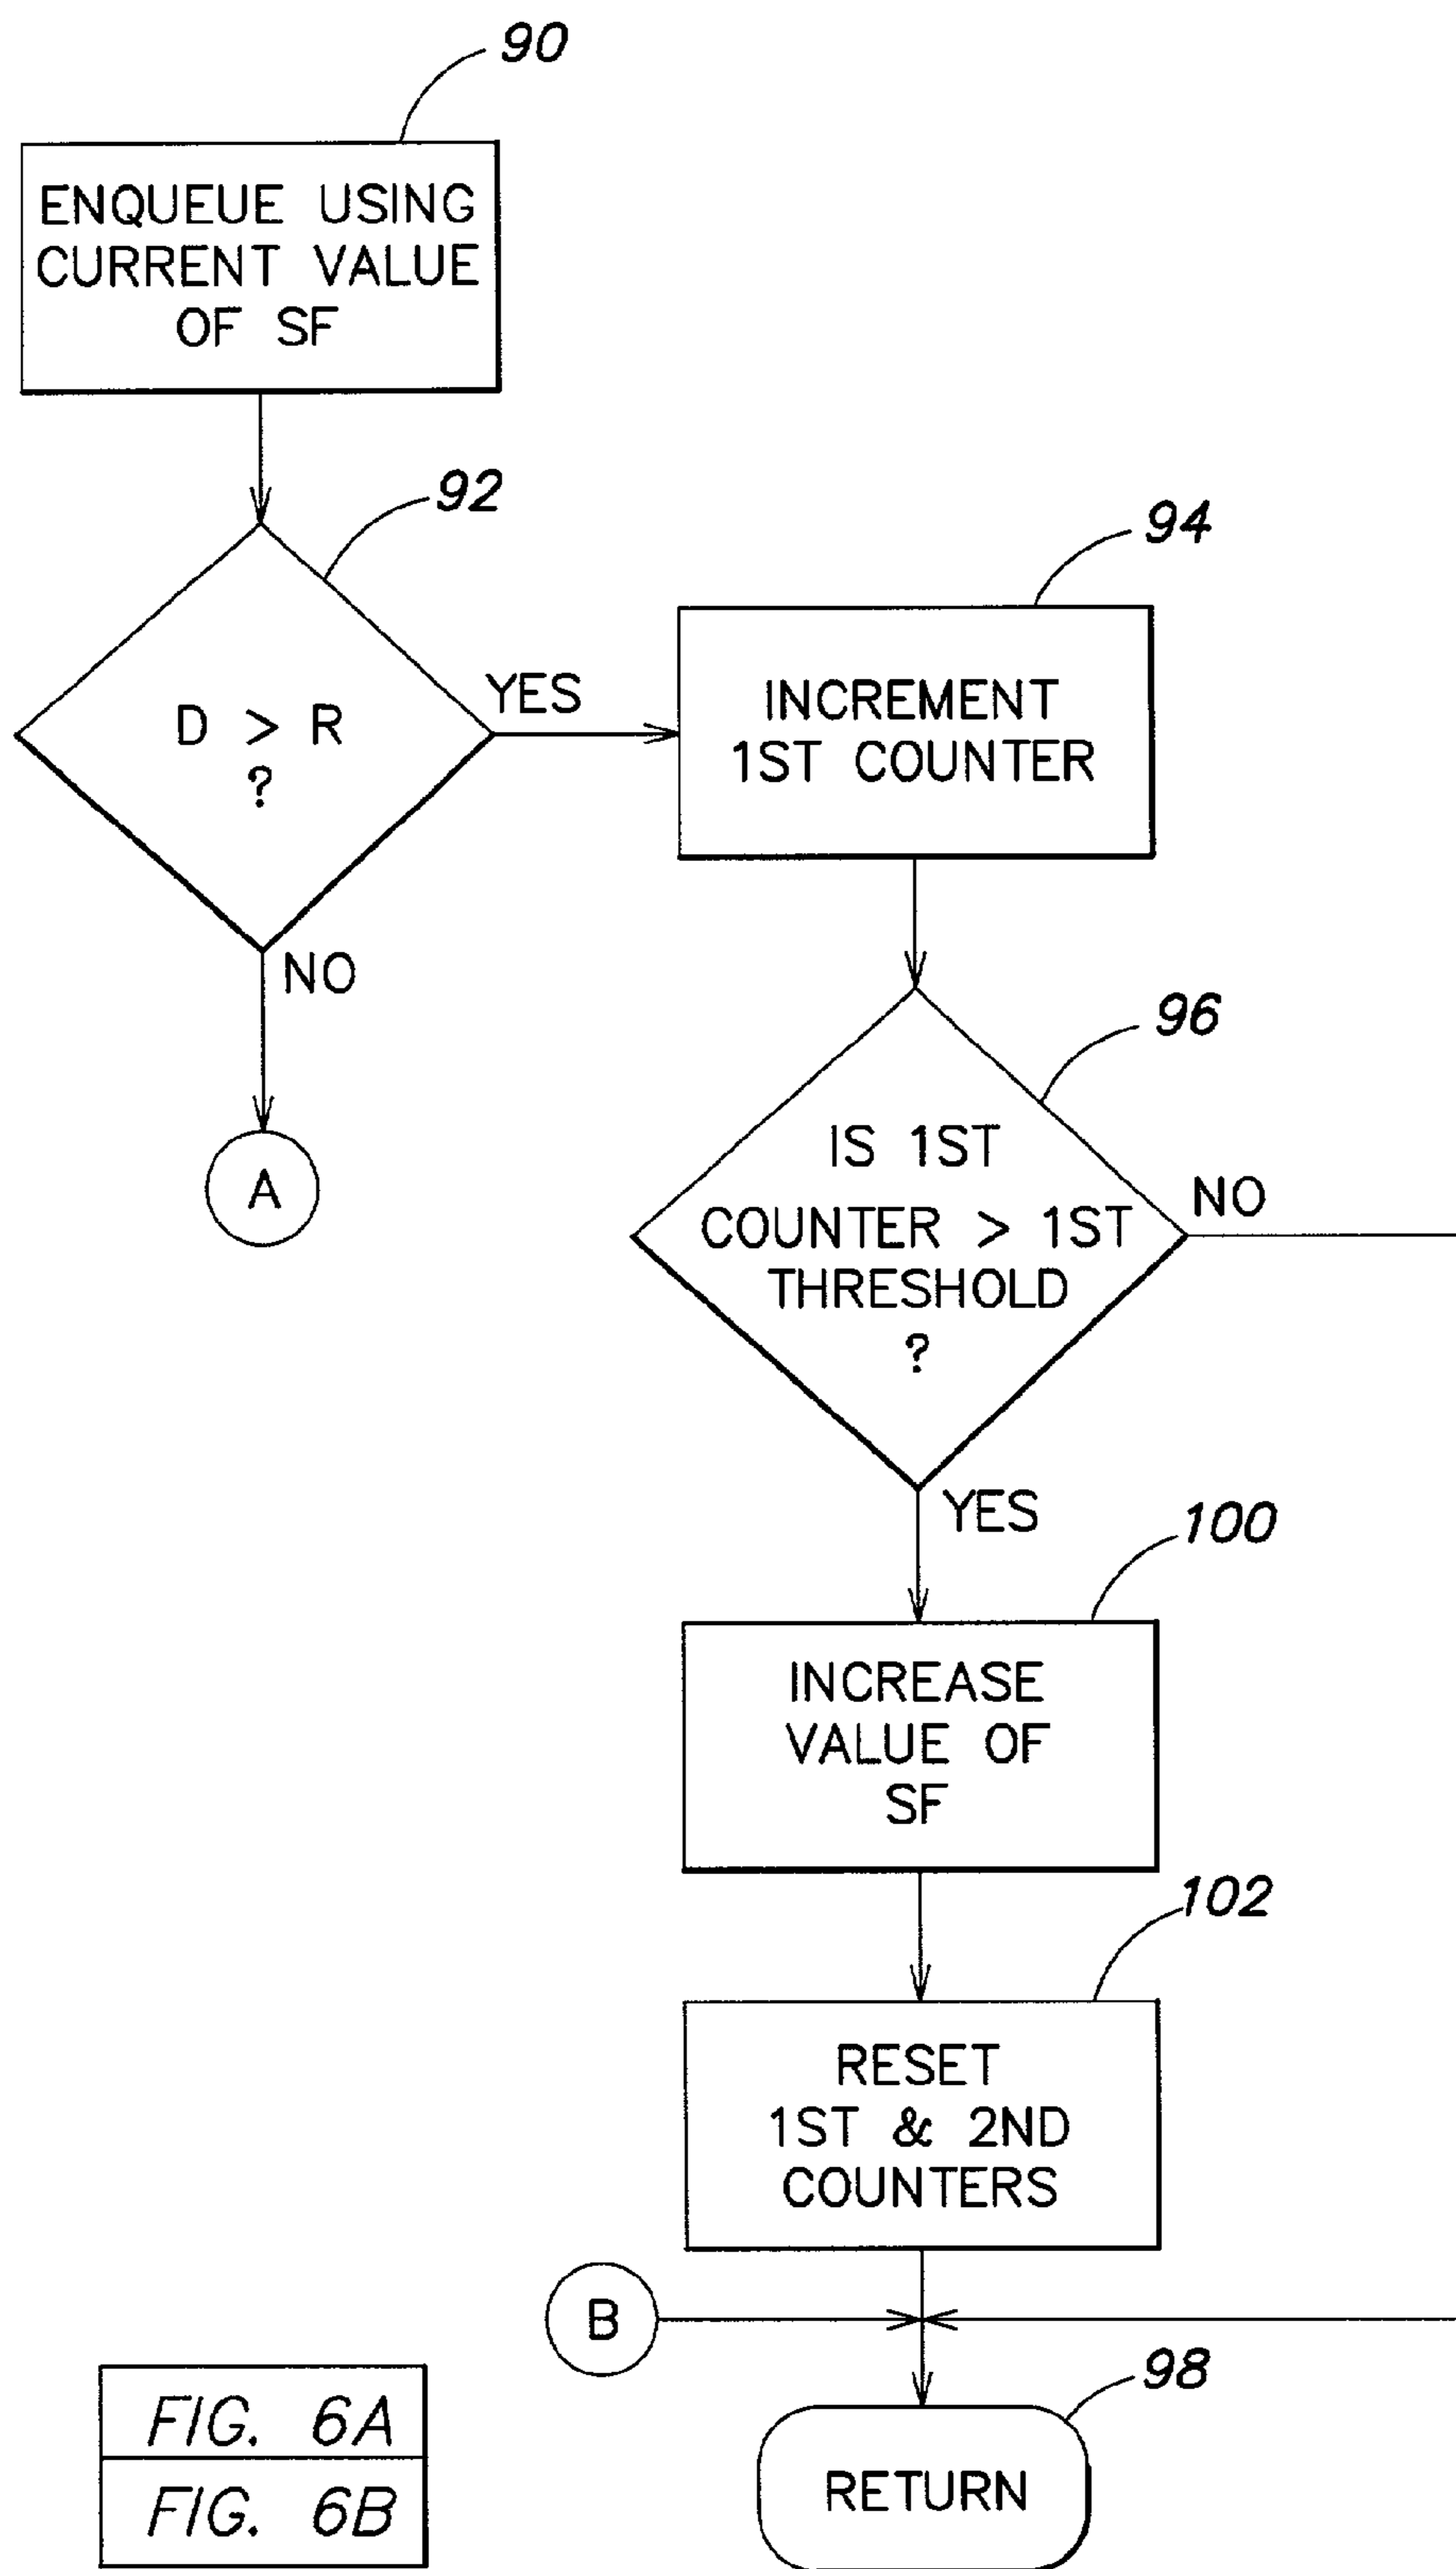 90
ENQUEUE USING
CURRENT VALUE
OF SF
92
D > R
?
YES
NO
A
94
INCREMENT
1ST COUNTER
96
IS 1ST
COUNTER > 1ST
THRESHOLD
?
NO
YES
100
INCREASE
VALUE OF
SF
102
RESET
1ST & 2ND
COUNTERS
B
98
RETURN
FIG. 6A
FIG. 6B